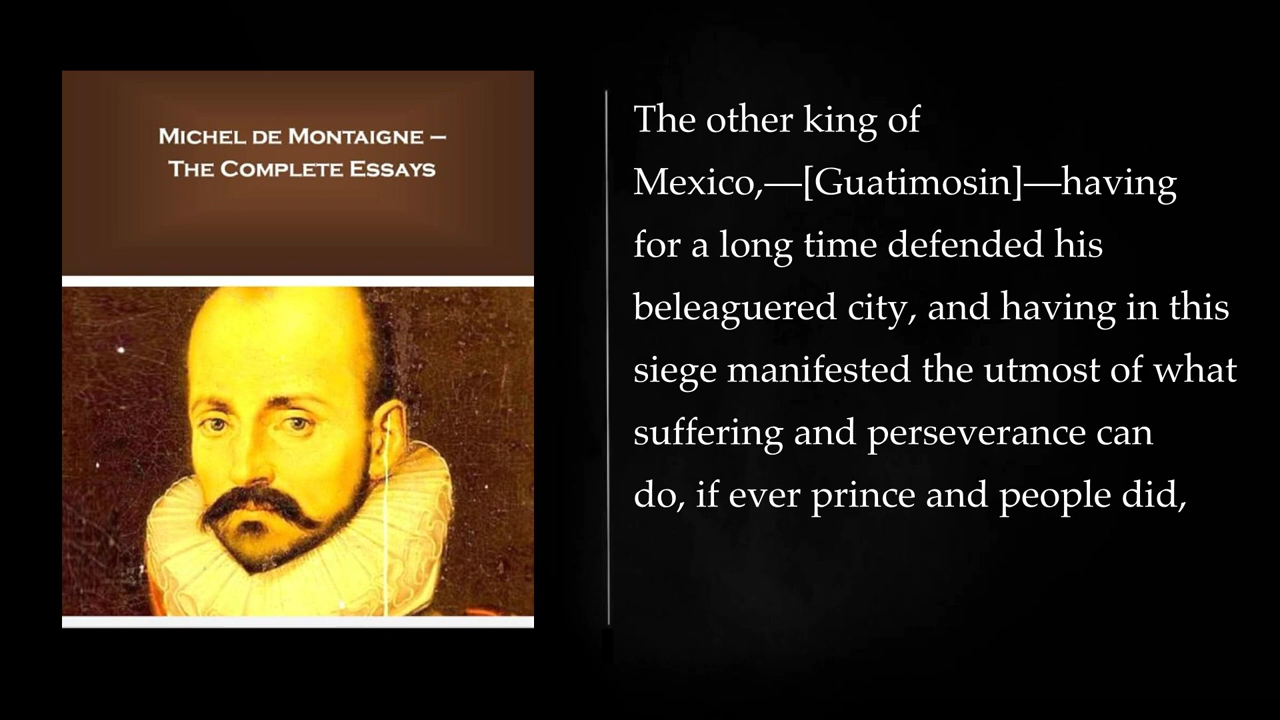 MICHEL DE MONTAIGNE –
THE COMPLETE ESSAYS
The other king of
Mexico,—[Guatimosin]—having
for a long time defended his
beleaguered city, and having in this
siege manifested the utmost of what
suffering and perseverance can
do, if ever prince and people did,